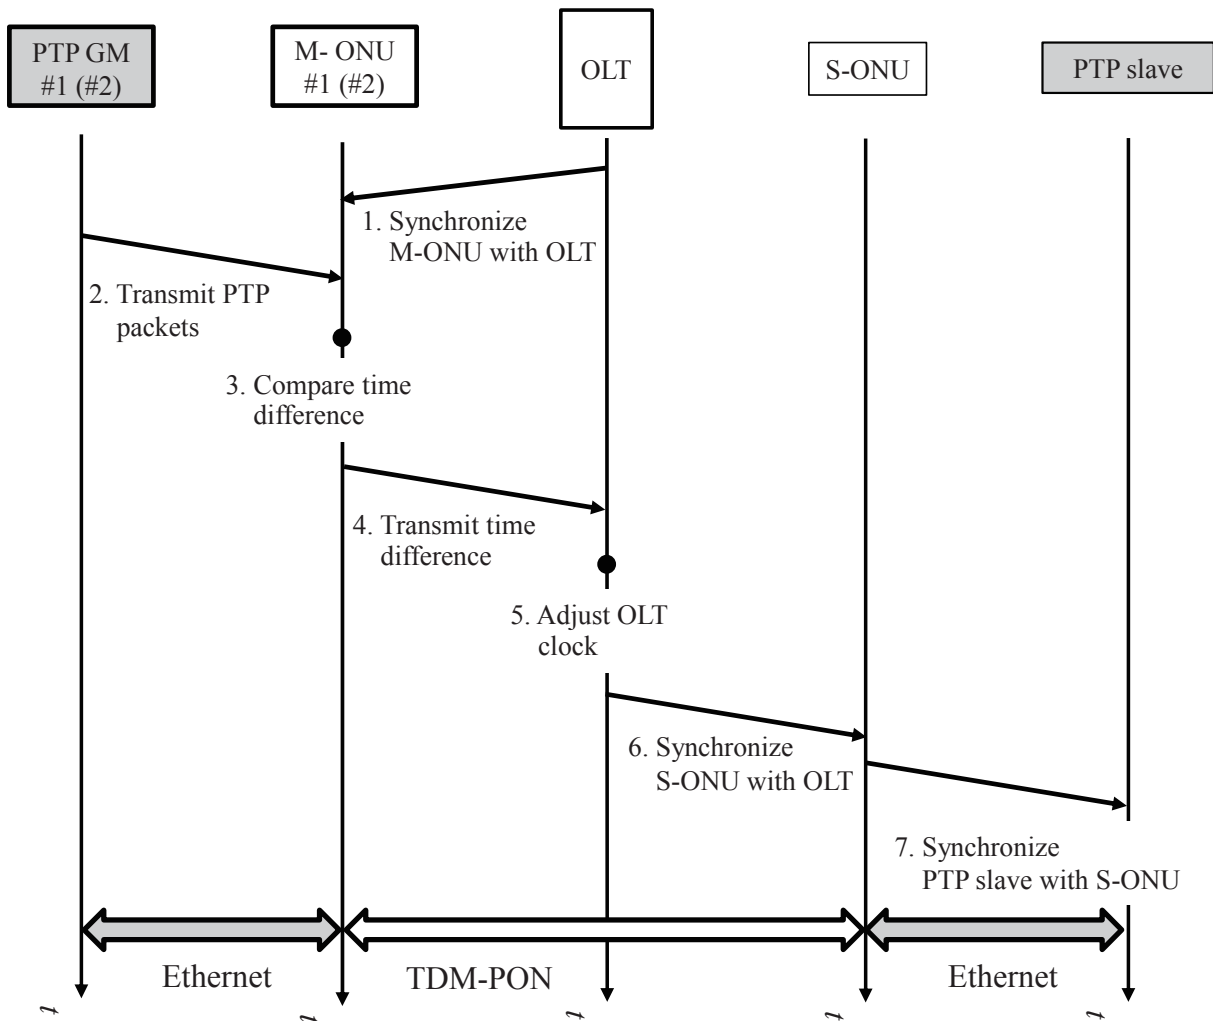 PTP GM
#1 (#2)
M- ONU
#1 (#2)
OLT
S-ONU
PTP slave
1. Synchronize
M-ONU with OLT
2. Transmit PTP
packets
3. Compare time
difference
4. Transmit time
difference
5. Adjust OLT
clock
6. Synchronize
S-ONU with OLT
7. Synchronize
PTP slave with S-ONU
Ethernet
TDM-PON
Ethernet
t
t
t
t
t